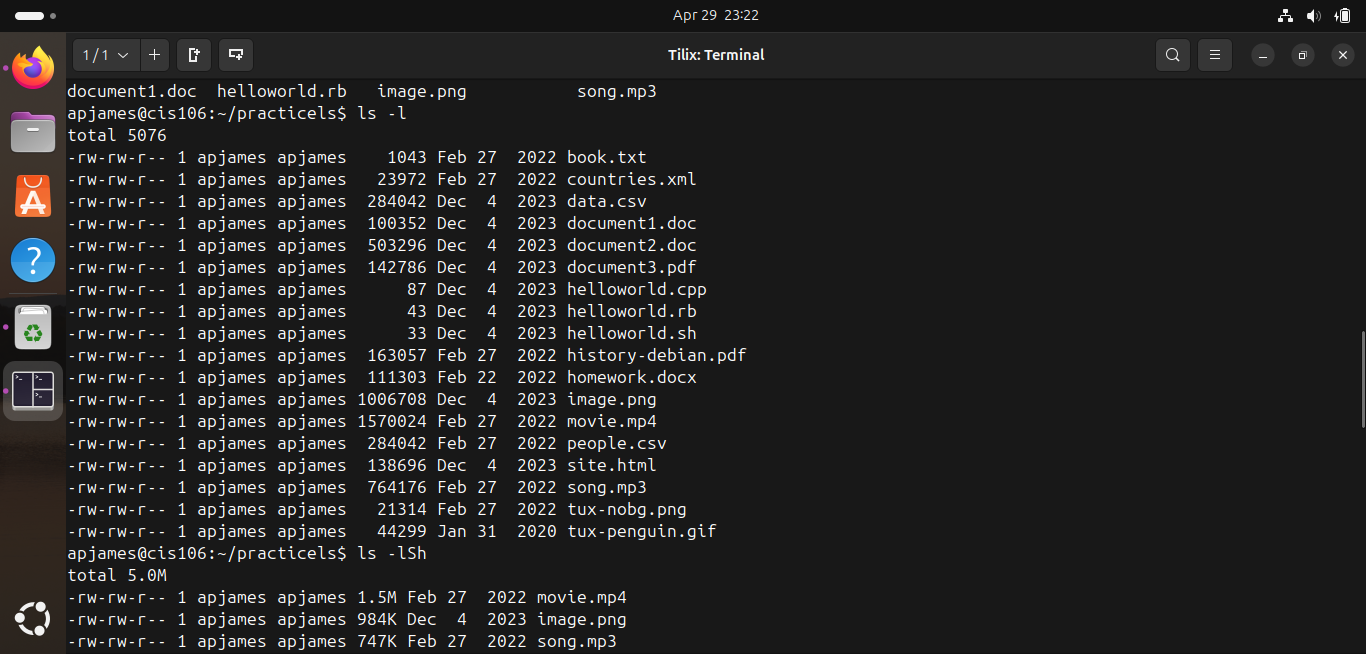 Apr 29  23:22
1 / 1
Tilix: Terminal
document1.doc  helloworld.rb   image.png           song.mp3
apjames@cis106:~/practicels$ ls -l
total 5076
-rw-rw-r-- 1 apjames apjames    1043 Feb 27  2022 book.txt
-rw-rw-r-- 1 apjames apjames   23972 Feb 27  2022 countries.xml
-rw-rw-r-- 1 apjames apjames  284042 Dec  4  2023 data.csv
-rw-rw-r-- 1 apjames apjames  100352 Dec  4  2023 document1.doc
-rw-rw-r-- 1 apjames apjames  503296 Dec  4  2023 document2.doc
-rw-rw-r-- 1 apjames apjames  142786 Dec  4  2023 document3.pdf
-rw-rw-r-- 1 apjames apjames      87 Dec  4  2023 helloworld.cpp
-rw-rw-r-- 1 apjames apjames      43 Dec  4  2023 helloworld.rb
-rw-rw-r-- 1 apjames apjames      33 Dec  4  2023 helloworld.sh
-rw-rw-r-- 1 apjames apjames  163057 Feb 27  2022 history-debian.pdf
-rw-rw-r-- 1 apjames apjames  111303 Feb 22  2022 homework.docx
-rw-rw-r-- 1 apjames apjames 1006708 Dec  4  2023 image.png
-rw-rw-r-- 1 apjames apjames 1570024 Feb 27  2022 movie.mp4
-rw-rw-r-- 1 apjames apjames  284042 Feb 27  2022 people.csv
-rw-rw-r-- 1 apjames apjames  138696 Dec  4  2023 site.html
-rw-rw-r-- 1 apjames apjames  764176 Feb 27  2022 song.mp3
-rw-rw-r-- 1 apjames apjames   21314 Feb 27  2022 tux-nobg.png
-rw-rw-r-- 1 apjames apjames   44299 Jan 31  2020 tux-penguin.gif
apjames@cis106:~/practicels$ ls -lSh
total 5.0M
-rw-rw-r-- 1 apjames apjames 1.5M Feb 27  2022 movie.mp4
-rw-rw-r-- 1 apjames apjames 984K Dec  4  2023 image.png
-rw-rw-r-- 1 apjames apjames 747K Feb 27  2022 song.mp3